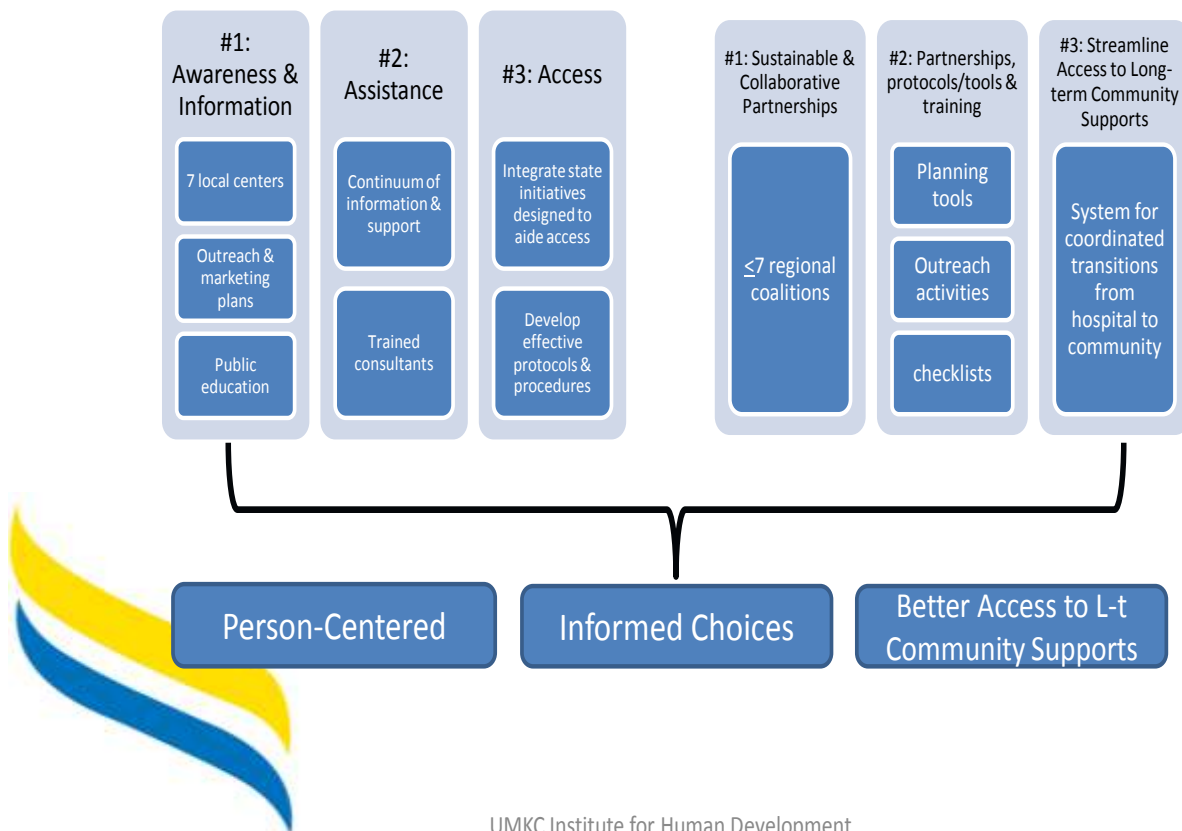 #1:
Awareness &
Information
7 local centers
Outreach &
marketing
plans
Public
education
#2:
Assistance
Continuum of
information &
support
Trained
consultants
#3: Access
Integrate state
initiatives
designed to
aide access
Develop
effective
protocols &
procedures
#1: Sustainable &
Collaborative
Partnerships
<7 regional
coalitions
#2: Partnerships,
protocols/tools &
training
Planning
tools
Outreach
activities
checklists
#3: Streamline
Access to Long-
term Community
Supports
System for
coordinated
transitions
from
hospital to
community
Person-Centered
Informed Choices
Better Access to L-t
Community Supports
UMKC Institute for Human Development